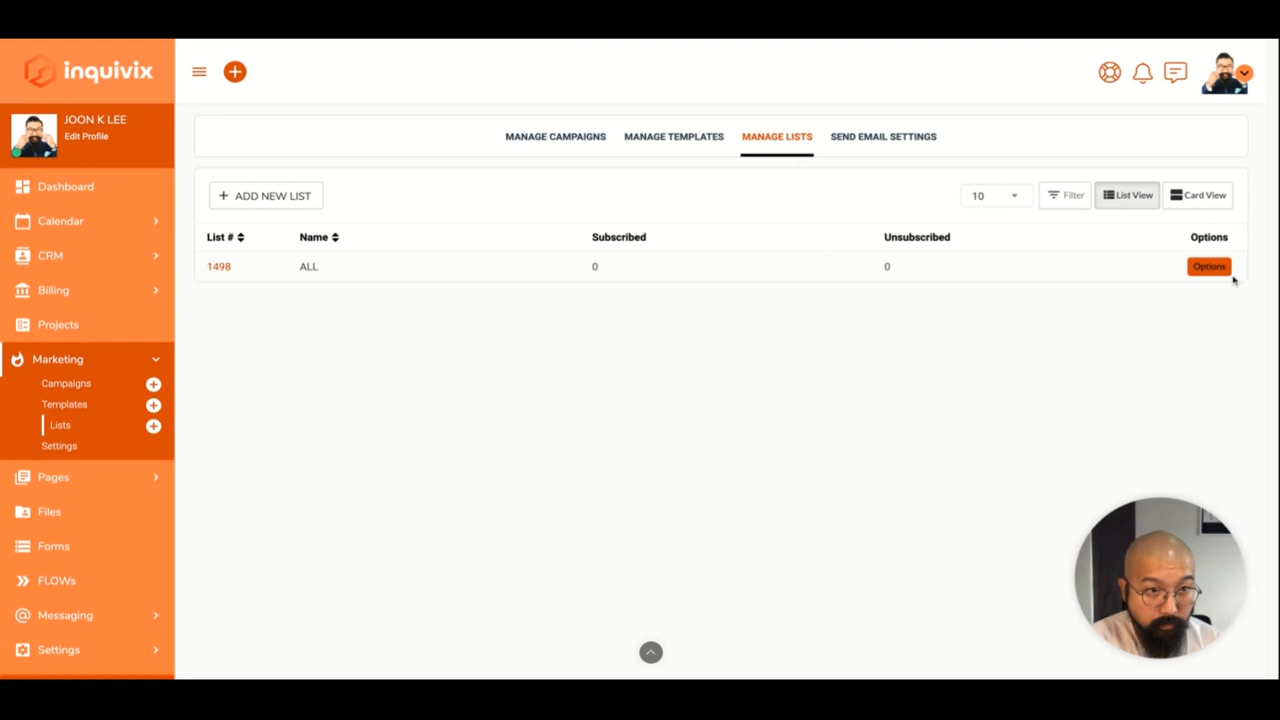 inquivix
JOON K LEE
Edit Profile
Dashboard
Calendar
CRM
Billing
Projects
Marketing
Campaigns
Templates
Lists
Settings
Pages
Files
Forms
FLOWs
Messaging
Settings
MANAGE CAMPAIGNS MANAGE TEMPLATES MANAGE LISTS SEND EMAIL SETTINGS
+ ADD NEW LIST 10 Filter List View Card View
List # Name Subscribed Unsubscribed Options
1498 ALL 0 0 Options